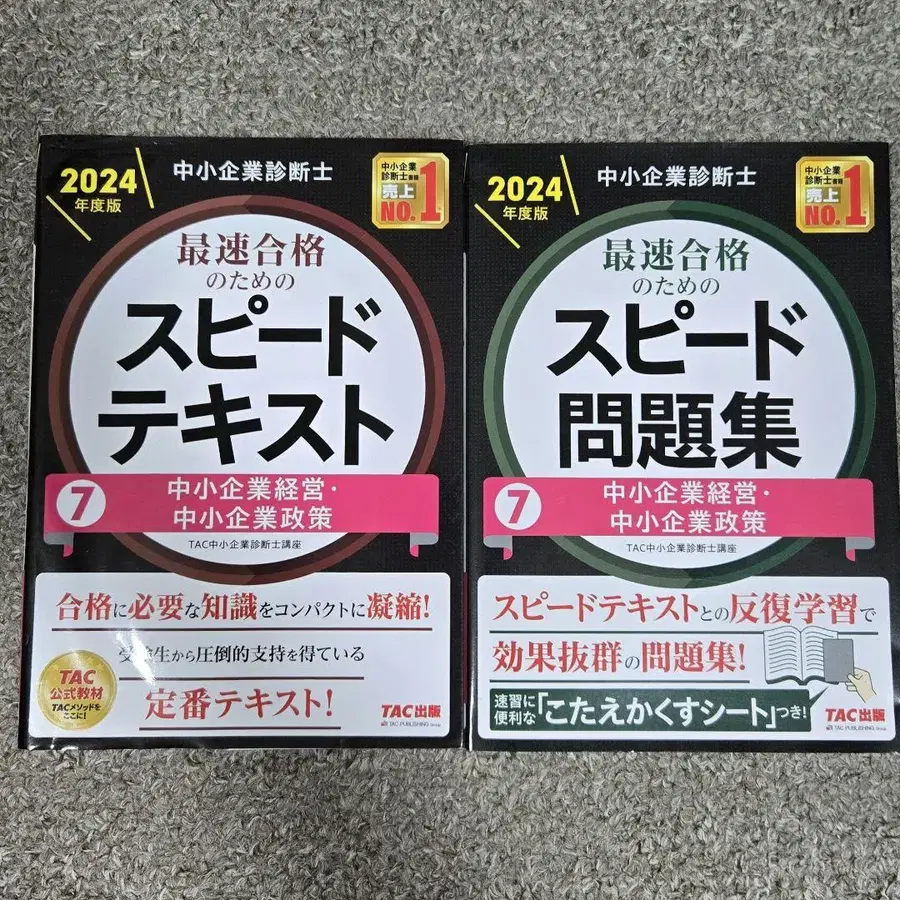 2024
年度版
中小企業診断士
中小企業
診断士書籍
売上
NO.1
最速合格
のための
スピード
テキスト
7
中小企業経営・
中小企業政策
TAC中小企業診断士講座
合格に必要な知識をコンパクトに凝縮!
受験生から圧倒的支持を得ている
定番テキスト!
TAC
公式教材
TACメソッドを
ここに!
TAC出版
TAC PUBLISHING Group
2024
年度版
中小企業診断士
中小企業
診断士書籍
売上
NO.1
最速合格
のための
スピード
問題集
7
中小企業経営・
中小企業政策
TAC中小企業診断士講座
スピードテキストとの反復学習で
効果抜群の問題集!
速習に
便利な「こたえかくすシート」つき!
TAC出版
TAC PUBLISHING Group